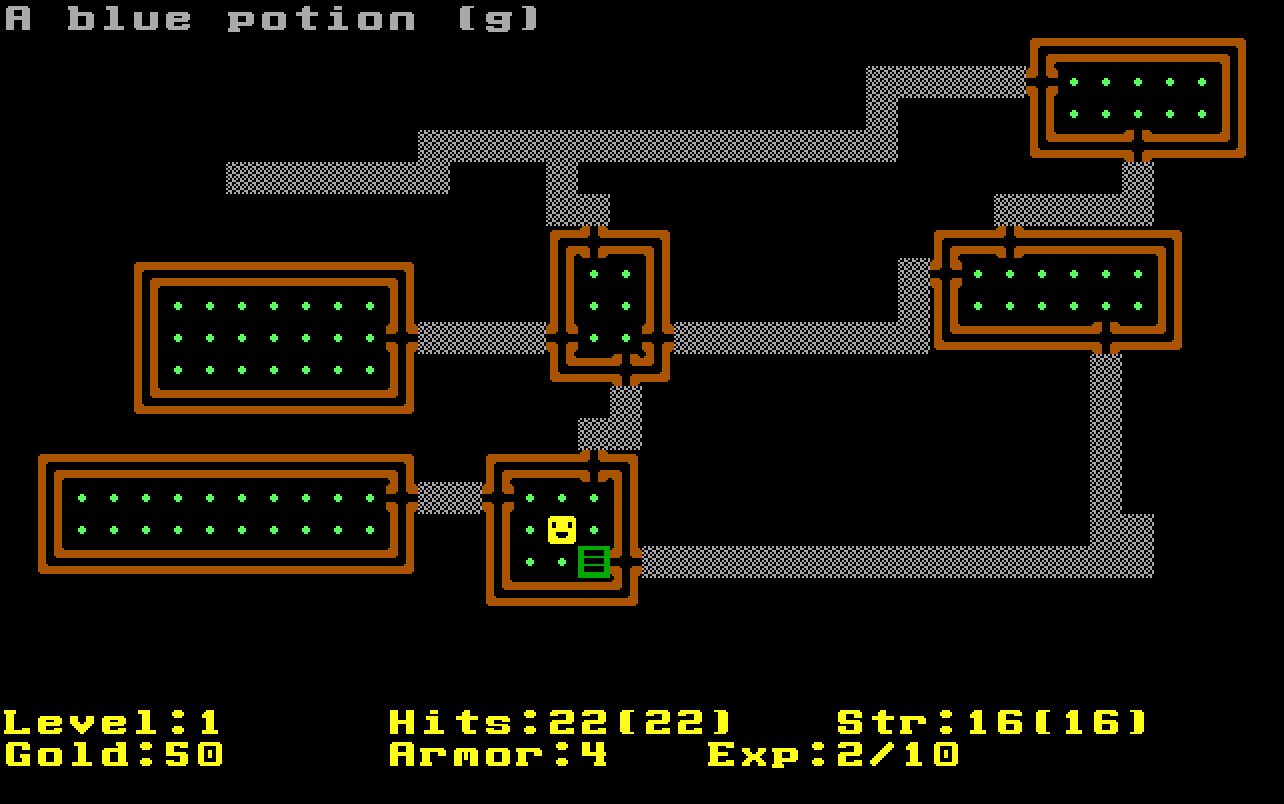 A blue potion (g)
Level:1 Hits:22(22) Str:16(16)
Gold:50 Armor:4 Exp:2/10